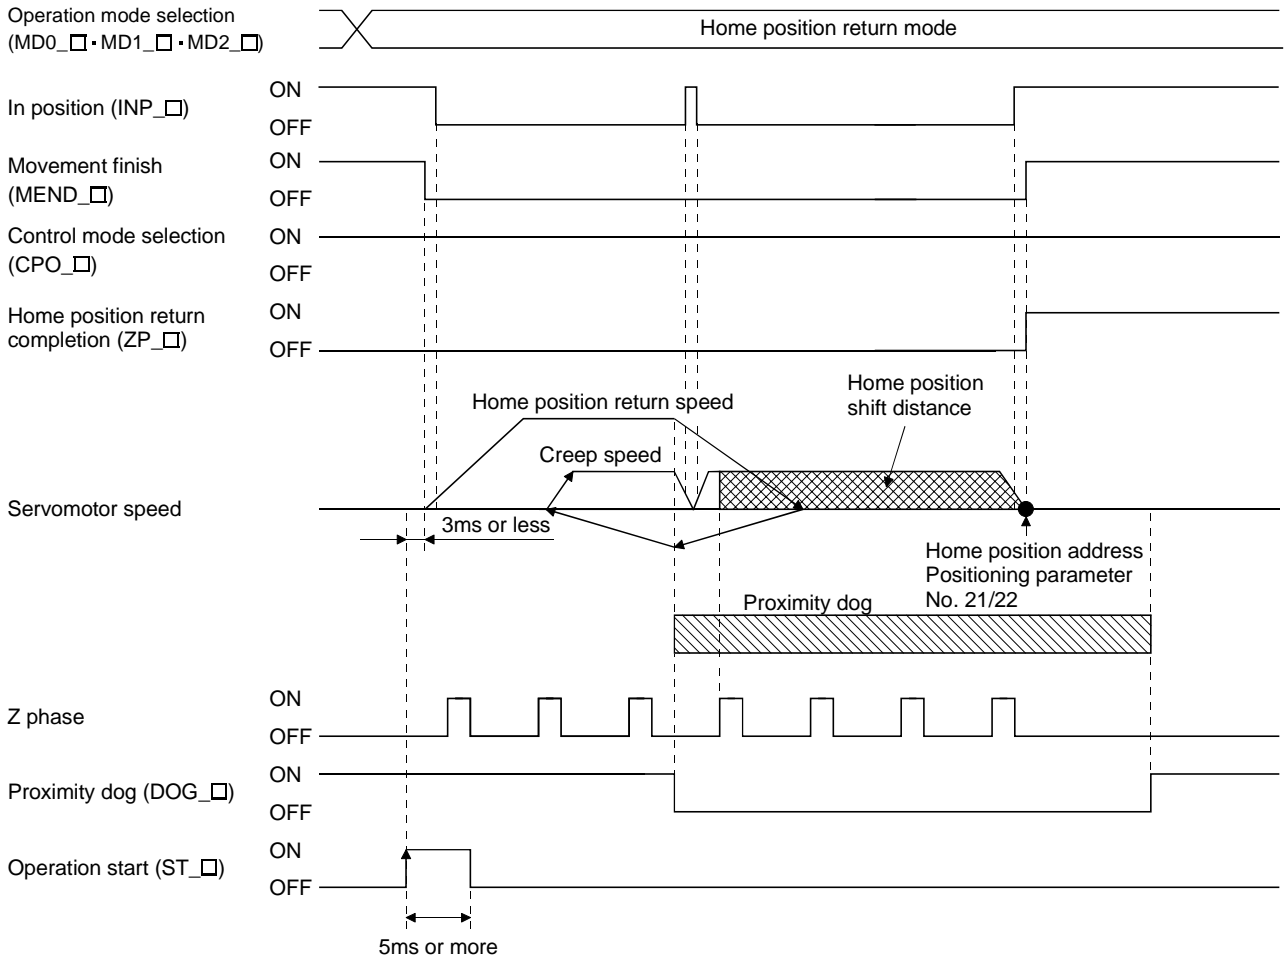 Operation mode selection
(MD0_□・MD1_□・MD2_□)
Home position return mode
In position (INP_□)
ON
OFF
Movement finish
(MEND_□)
ON
OFF
Control mode selection
(CPO_□)
ON
OFF
Home position return
completion (ZP_□)
ON
OFF
Home position
shift distance
Home position return speed
Creep speed
Servomotor speed
3ms or less
Home position address
Positioning parameter
No. 21/22
Proximity dog
Z phase
ON
OFF
Proximity dog (DOG_□)
ON
OFF
Operation start (ST_□)
ON
OFF
5ms or more